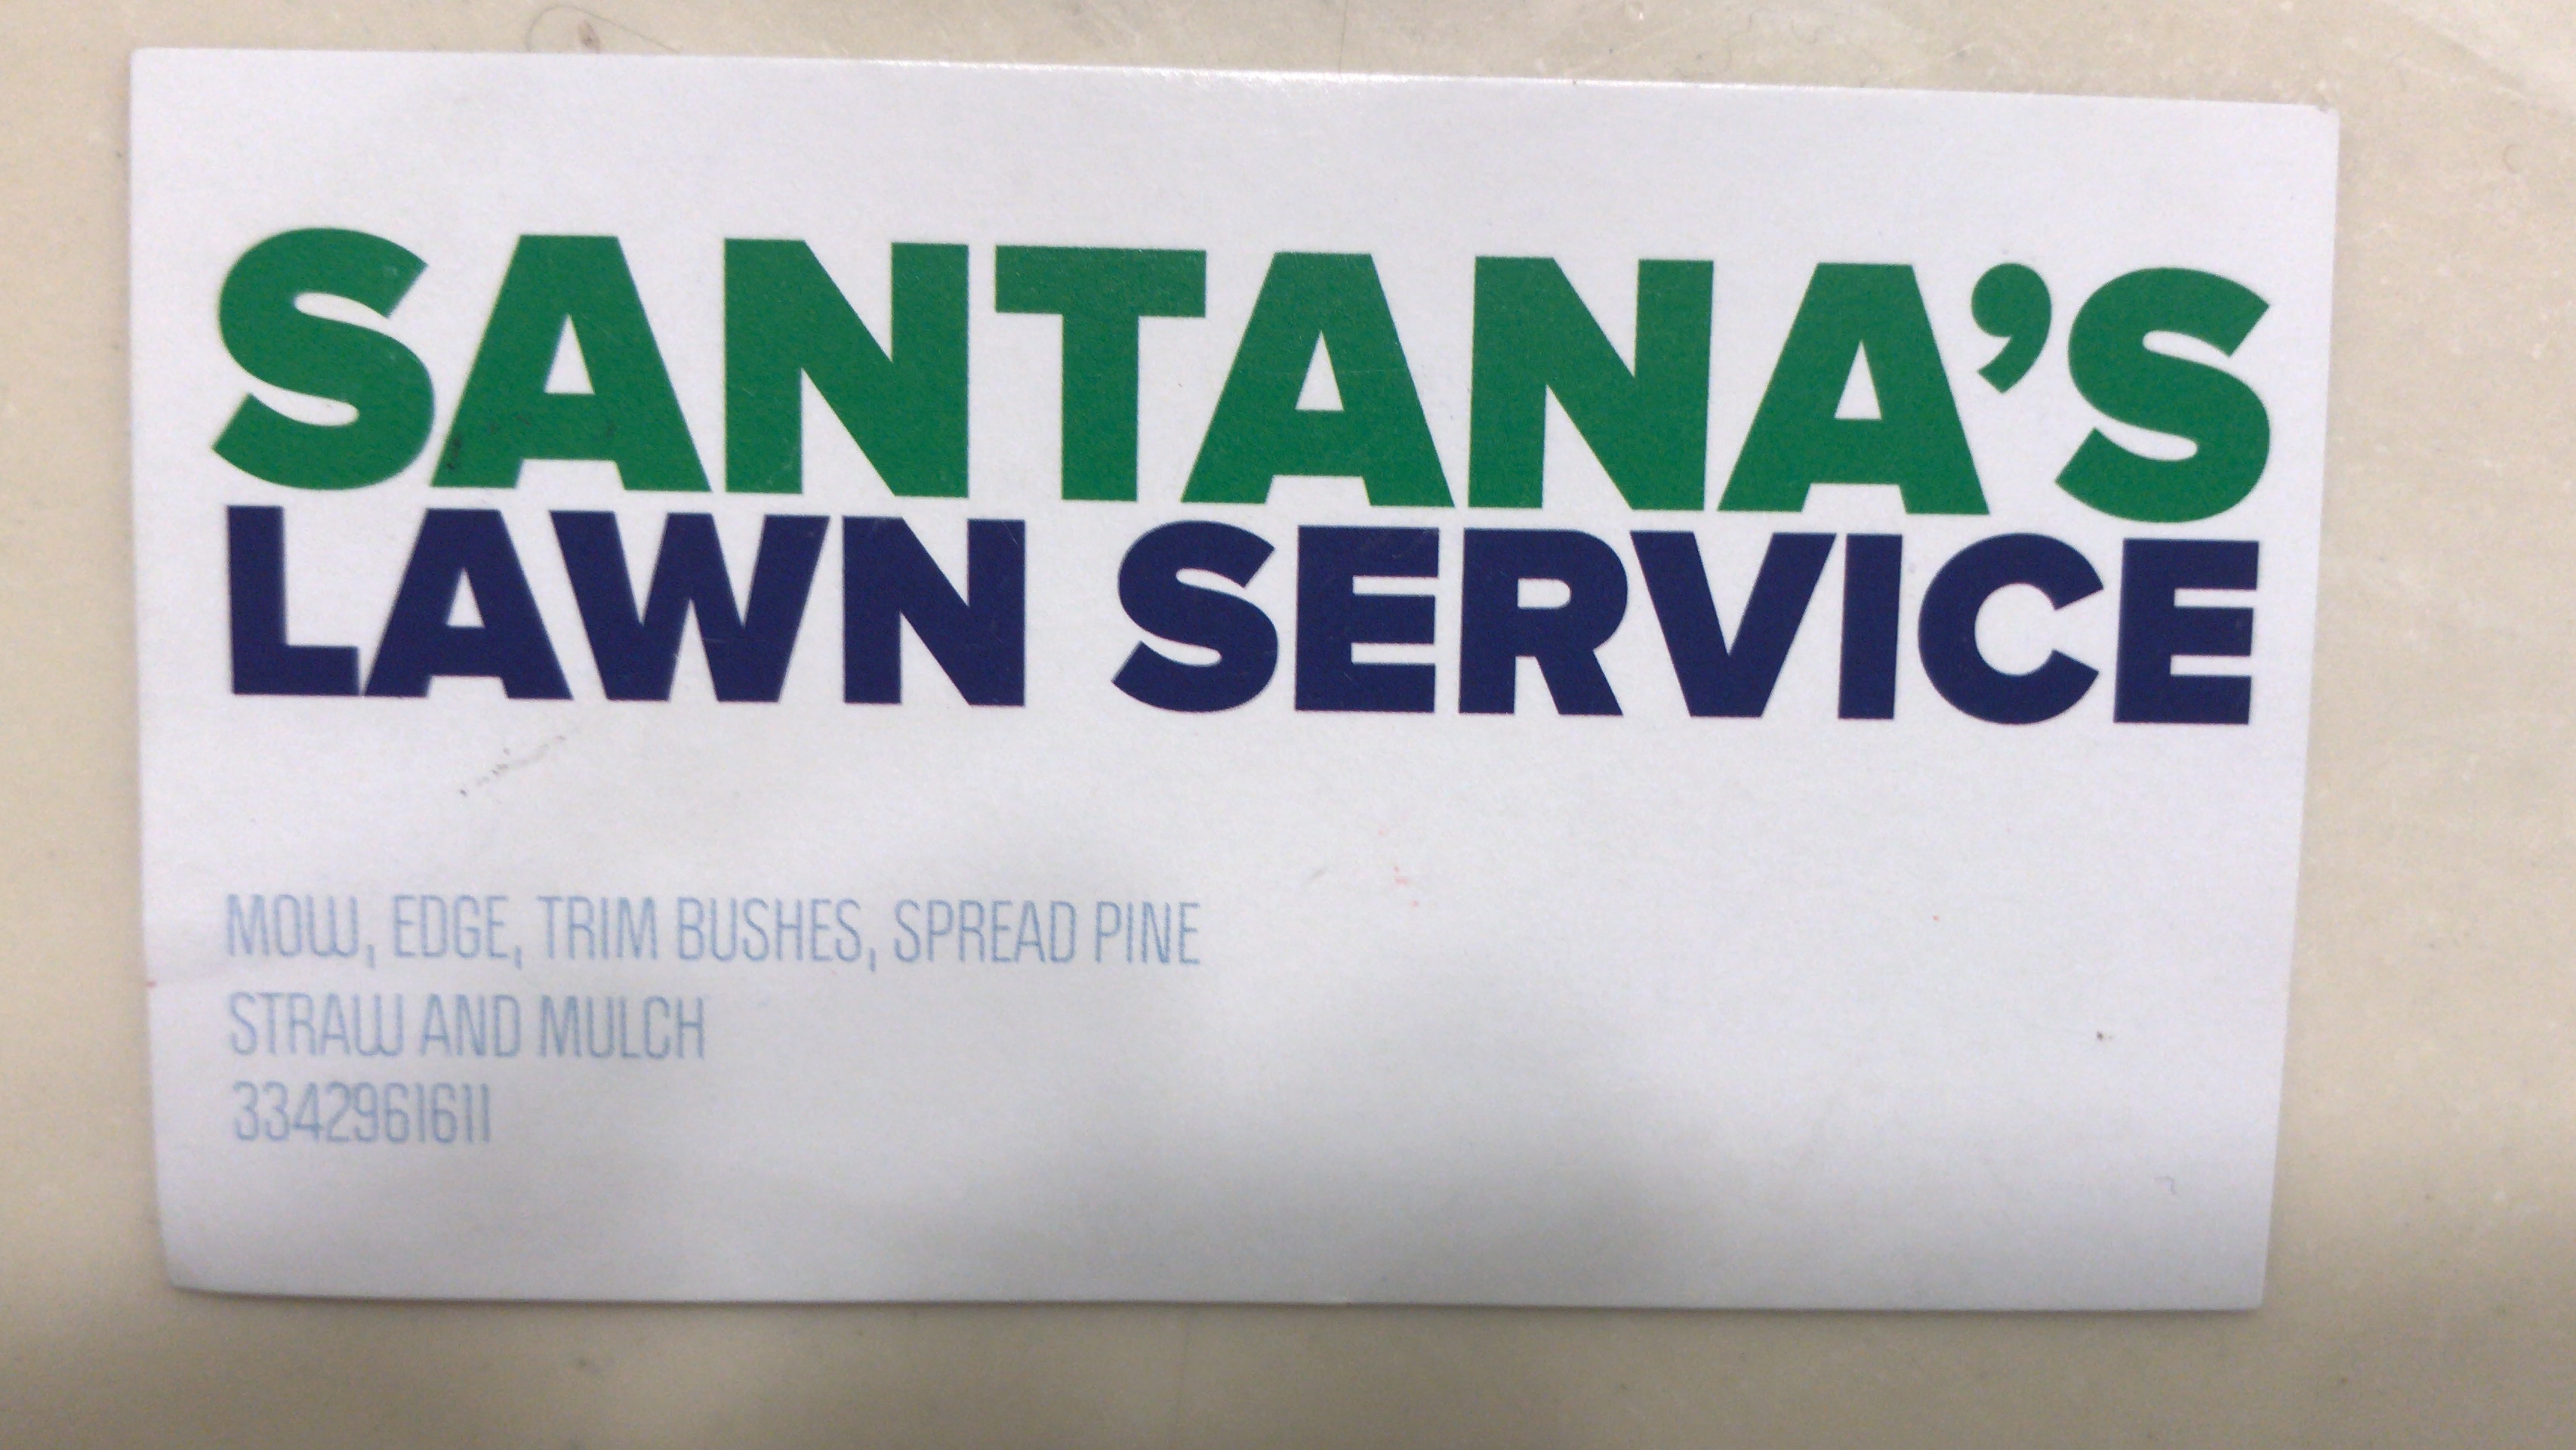 SANTANA'S
LAWN SERVICE
MOW, EDGE, TRIM BUSHES, SPREAD PINE
STRAW AND MULCH
3342961611